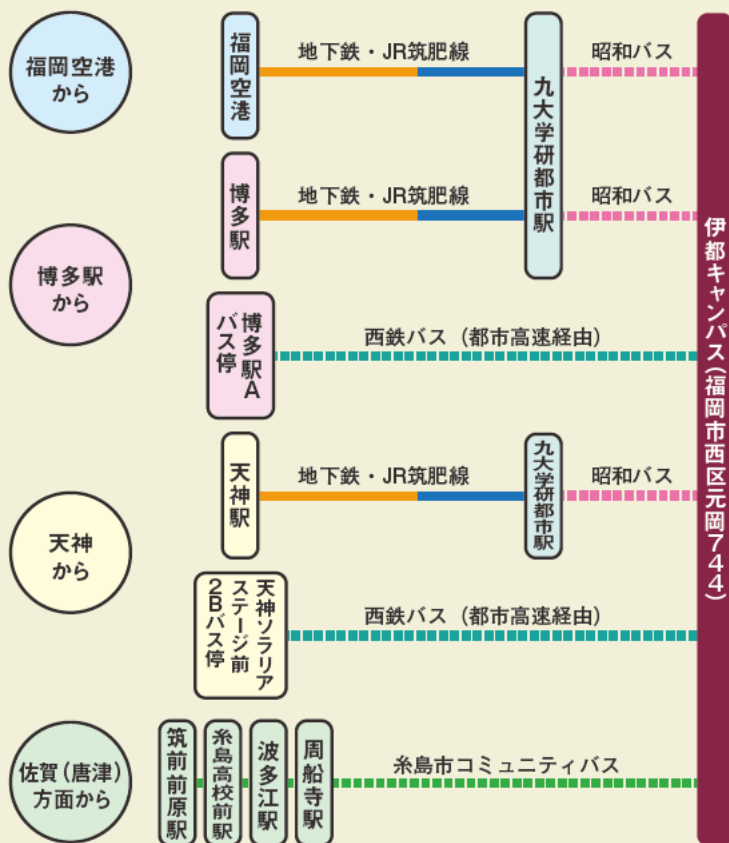 福岡空港
から
福岡空港
地下鉄・JR筑肥線
九大学研都市駅
昭和バス
博多駅
から
博多駅
地下鉄・JR筑肥線
昭和バス
博多駅A
バス停
西鉄バス（都市高速経由）
天神
から
天神駅
地下鉄・JR筑肥線
九大学研都市駅
昭和バス
天神ソラリア
ステージ前
2Bバス停
西鉄バス（都市高速経由）
佐賀（唐津）
方面から
筑前前原駅
糸島高校前駅
波多江駅
周船寺駅
糸島市コミュニティバス
伊都キャンパス（福岡市西区元岡744）